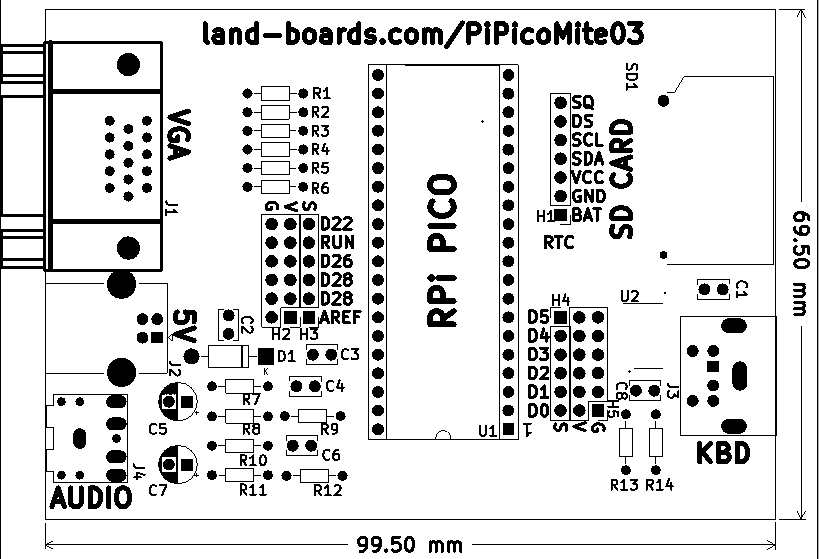 land-boards.com/PiPicoMite03
VGA
J1
R1
R2
R3
R4
R5
R6
G V S
D22
RUN
D26
D28
D28
AREF
H2 H3
RPi PICO
U1
1
SQ
DS
SCL
SDA
VCC
GND
BAT
H1
RTC
SD1
SD CARD
69.50 mm
C1
U2
H4
D5
D4
D3
D2
D1
D0
S V G
H5
C8
J3
KBD
R13 R14
5V
J2
C2
D1
K
C3
C4
C5
R7
R8
R9
R10
C6
C7
R11
R12
J4
AUDIO
99.50 mm